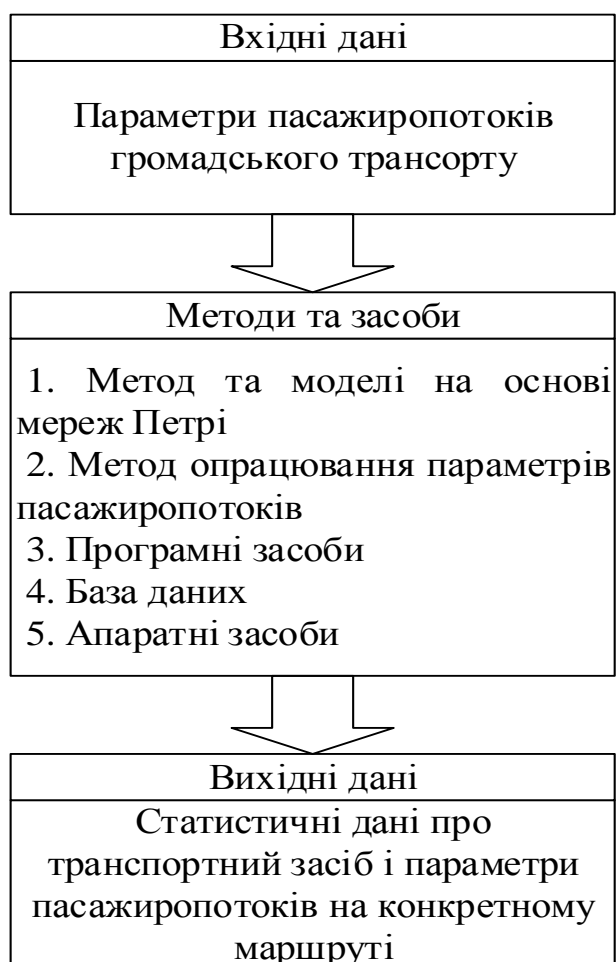 Вхідні дані
Параметри пасажиропотоків
громадського трансорту
Методи та засоби
1. Метод та моделі на основі
мереж Петрі
2. Метод опрацювання параметрів
пасажиропотоків
3. Програмні засоби
4. База даних
5. Апаратні засоби
Вихідні дані
Статистичні дані про
транспортний засіб і параметри
пасажиропотоків на конкретному
маршруті